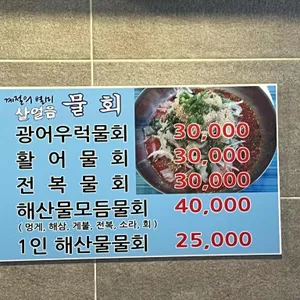 계절의 별미
산얼음 물회
광어우럭물회 30,000
활어물회 30,000
전복물회 30,000
해산물모듬물회 40,000
( 멍게, 해삼, 게불, 전복, 소라, 회 )
1인 해산물물회 25,000